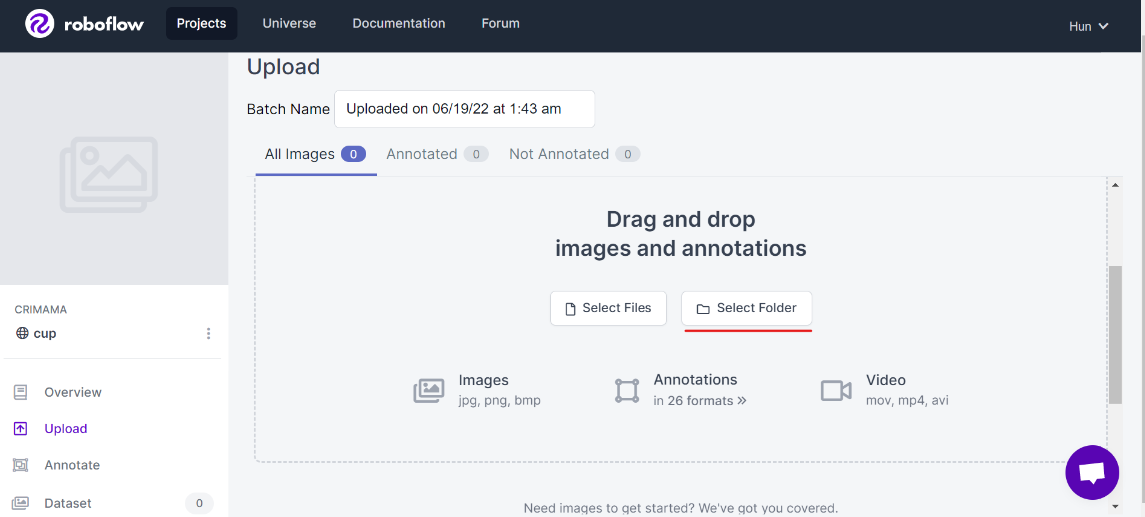 roboflow Projects Universe Documentation Forum Hun
Upload
Batch Name Uploaded on 06/19/22 at 1:43 am
All Images 0 Annotated 0 Not Annotated 0
Drag and drop
images and annotations
Select Files Select Folder
Images
jpg, png, bmp
Annotations
in 26 formats »
Video
mov, mp4, avi
Need images to get started? We've got you covered.
CRIMAMA
cup
Overview
Upload
Annotate
Dataset 0